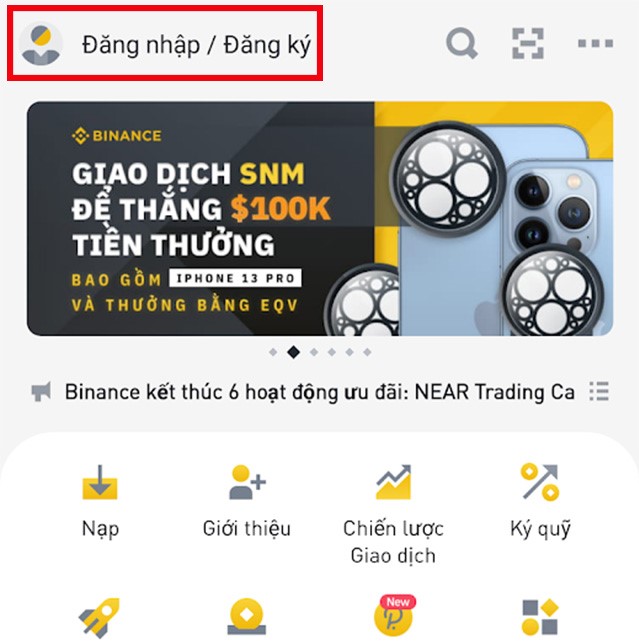 Đăng nhập / Đăng ký
BINANCE
GIAO DỊCH SNM
ĐỂ THẮNG $100K
TIỀN THƯỞNG
BAO GỒM IPHONE 13 PRO
VÀ THƯỞNG BẰNG EQV
Binance kết thúc 6 hoạt động ưu đãi: NEAR Trading Ca
Nạp Giới thiệu Chiến lược Ký quỹ
Giao dịch
New